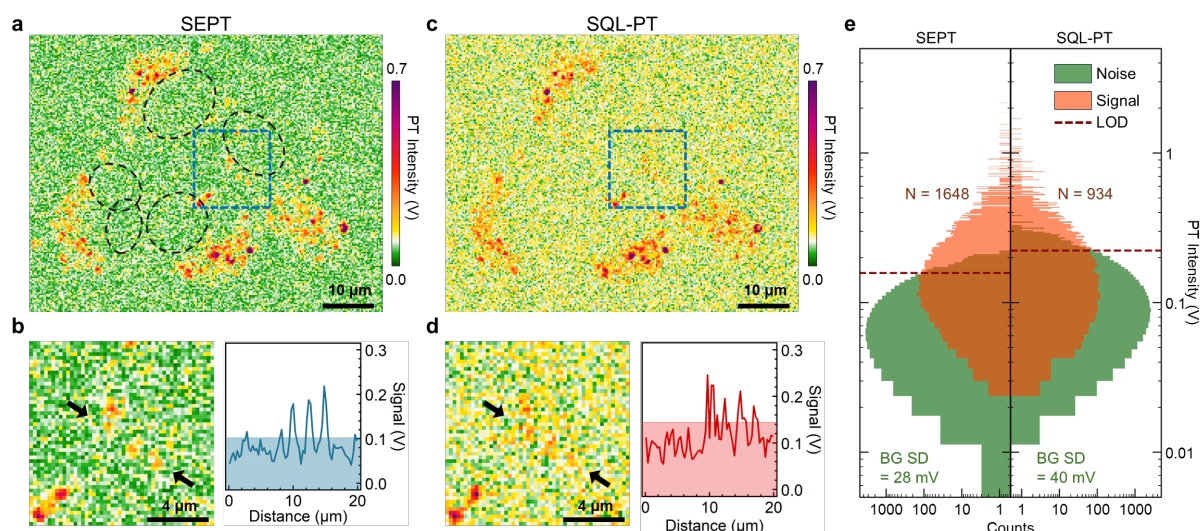 a
SEPT
0.7
PT Intensity (V)
0.0
10 µm
c
SQL-PT
0.7
PT Intensity (V)
0.0
10 µm
b
4 µm
0.3
0.2
0.1
0.0
Signal (V)
0
10
20
Distance (µm)
d
4 µm
0.3
0.2
0.1
0.0
Signal (V)
0
10
20
Distance (µm)
e
SEPT
SQL-PT
Noise
Signal
LOD
N = 1648
N = 934
1
0.1
0.01
PT Intensity (V)
BG SD
= 28 mV
BG SD
= 40 mV
1000 100 10 1 1 10 100 1000
Counts